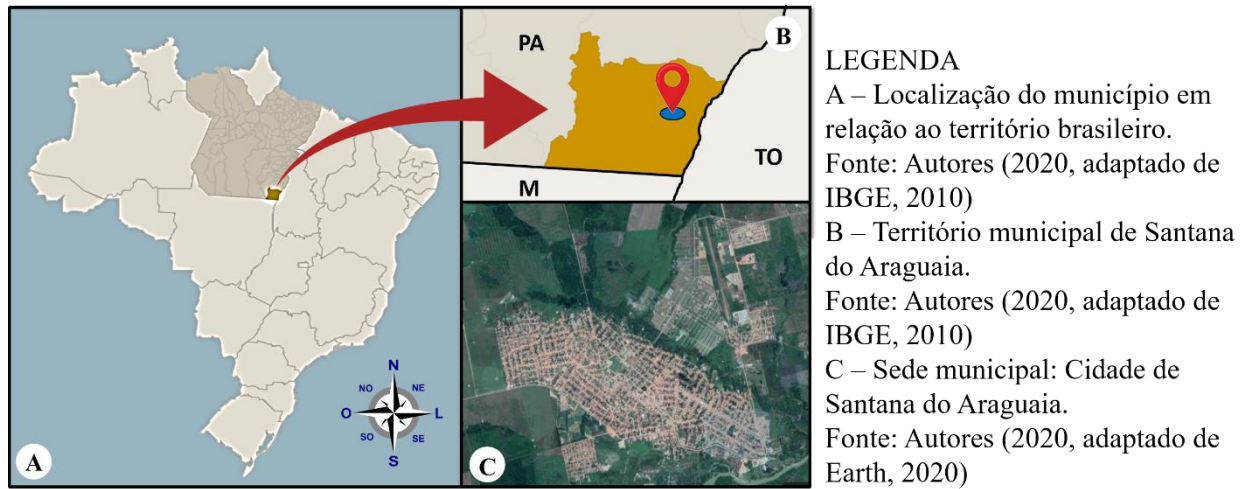 A
N
NO
NE
O
L
SO
SE
S
PA
B
TO
M
C
LEGENDA
A – Localização do município em
relação ao território brasileiro.
Fonte: Autores (2020, adaptado de
IBGE, 2010)
B – Território municipal de Santana
do Araguaia.
Fonte: Autores (2020, adaptado de
IBGE, 2010)
C – Sede municipal: Cidade de
Santana do Araguaia.
Fonte: Autores (2020, adaptado de
Earth, 2020)